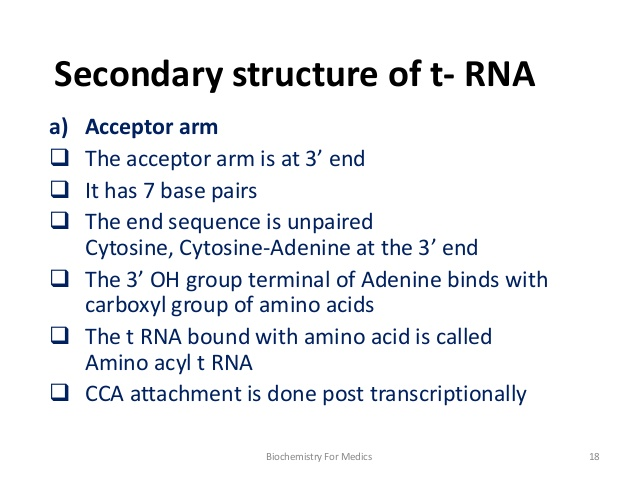 Secondary structure of t- RNA
a) Acceptor arm
❑ The acceptor arm is at 3’ end
❑ It has 7 base pairs
❑ The end sequence is unpaired
Cytosine, Cytosine-Adenine at the 3’ end
❑ The 3’ OH group terminal of Adenine binds with
carboxyl group of amino acids
❑ The t RNA bound with amino acid is called
Amino acyl t RNA
❑ CCA attachment is done post transcriptionally
Biochemistry For Medics 18